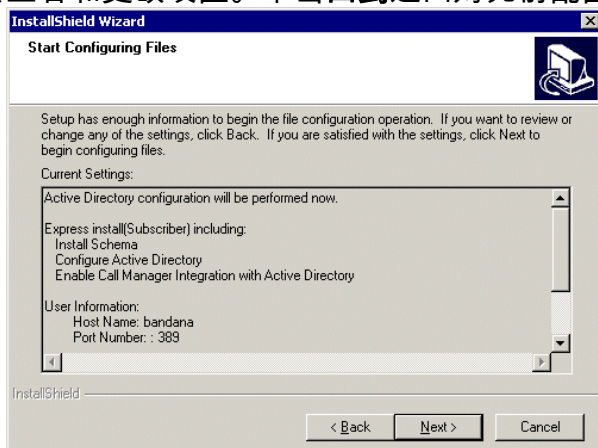 InstallShield Wizard
Start Configuring Files
Setup has enough information to begin the file configuration operation. If you want to review or
change any of the settings, click Back. If you are satisfied with the settings, click Next to
begin configuring files.
Current Settings:
Active Directory configuration will be performed now.
Express install(Subscriber) including:
Install Schema
Configure Active Directory
Enable Call Manager Integration with Active Directory
User Information:
Host Name: bandana
Port Number: : 389
InstallShield
< Back Next > Cancel